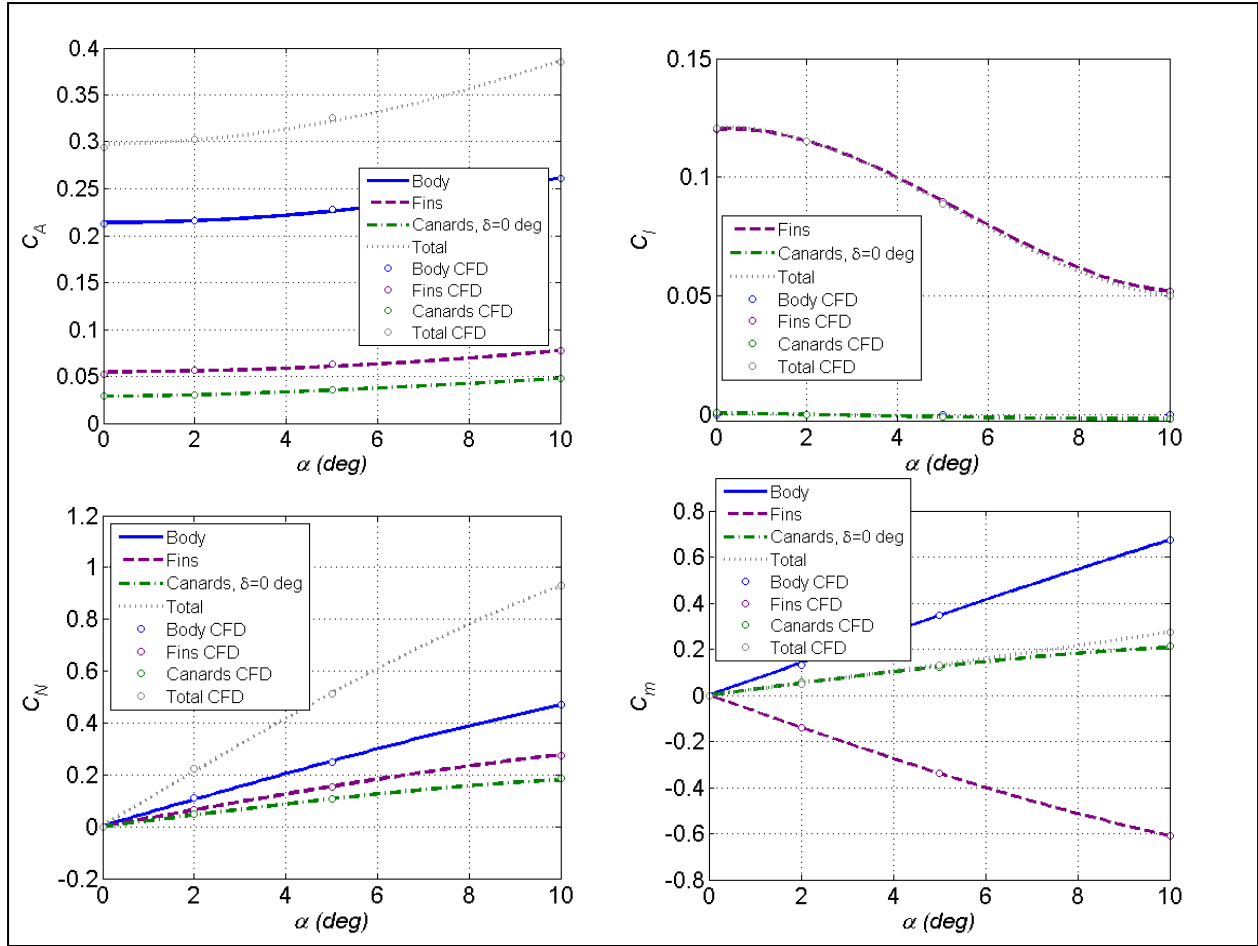 0.4
0.35
0.3
0.25
0.2
0.15
0.1
0.05
0
C_A
Body
Fins
Canards, δ=0 deg
Total
Body CFD
Fins CFD
Canards CFD
Total CFD
0 2 4 6 8 10
α (deg)
0.15
0.1
0.05
0
C_l
Fins
Canards, δ=0 deg
Total
Body CFD
Fins CFD
Canards CFD
Total CFD
0 2 4 6 8 10
α (deg)
1.2
1
0.8
0.6
0.4
0.2
0
-0.2
C_N
Body
Fins
Canards, δ=0 deg
Total
Body CFD
Fins CFD
Canards CFD
Total CFD
0 2 4 6 8 10
α (deg)
0.8
0.6
0.4
0.2
0
-0.2
-0.4
-0.6
-0.8
C_m
Body
Fins
Canards, δ=0 deg
Total
Body CFD
Fins CFD
Canards CFD
Total CFD
0 2 4 6 8 10
α (deg)